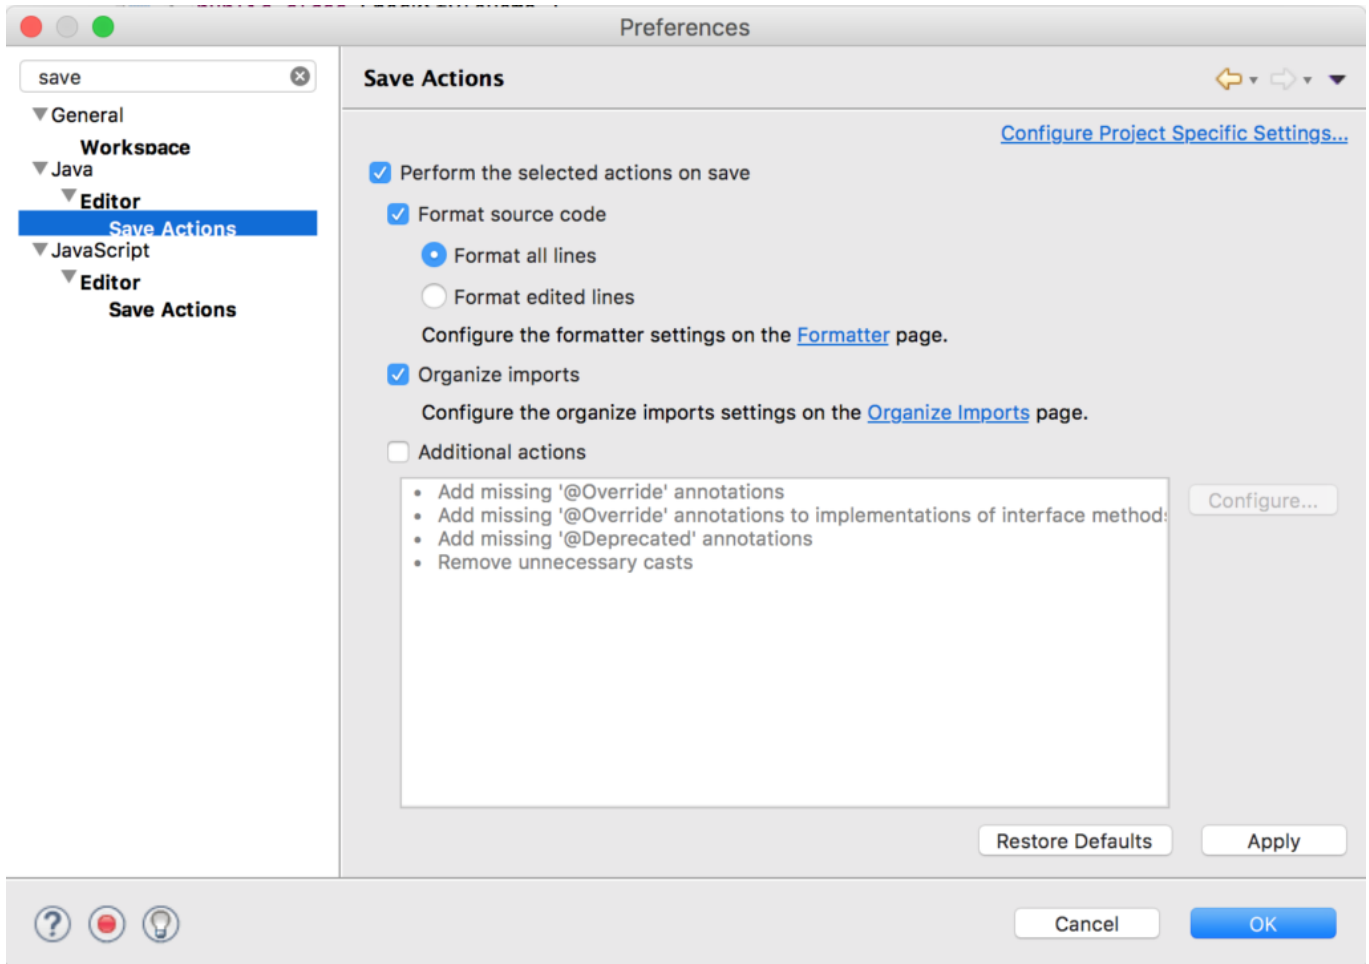 Preferences
save
General
Workspace
Java
Editor
Save Actions
JavaScript
Editor
Save Actions
Save Actions
Configure Project Specific Settings...
Perform the selected actions on save
Format source code
Format all lines
Format edited lines
Configure the formatter settings on the Formatter page.
Organize imports
Configure the organize imports settings on the Organize Imports page.
Additional actions
• Add missing '@Override' annotations
• Add missing '@Override' annotations to implementations of interface methods
• Add missing '@Deprecated' annotations
• Remove unnecessary casts
Configure...
Restore Defaults
Apply
?
Cancel
OK